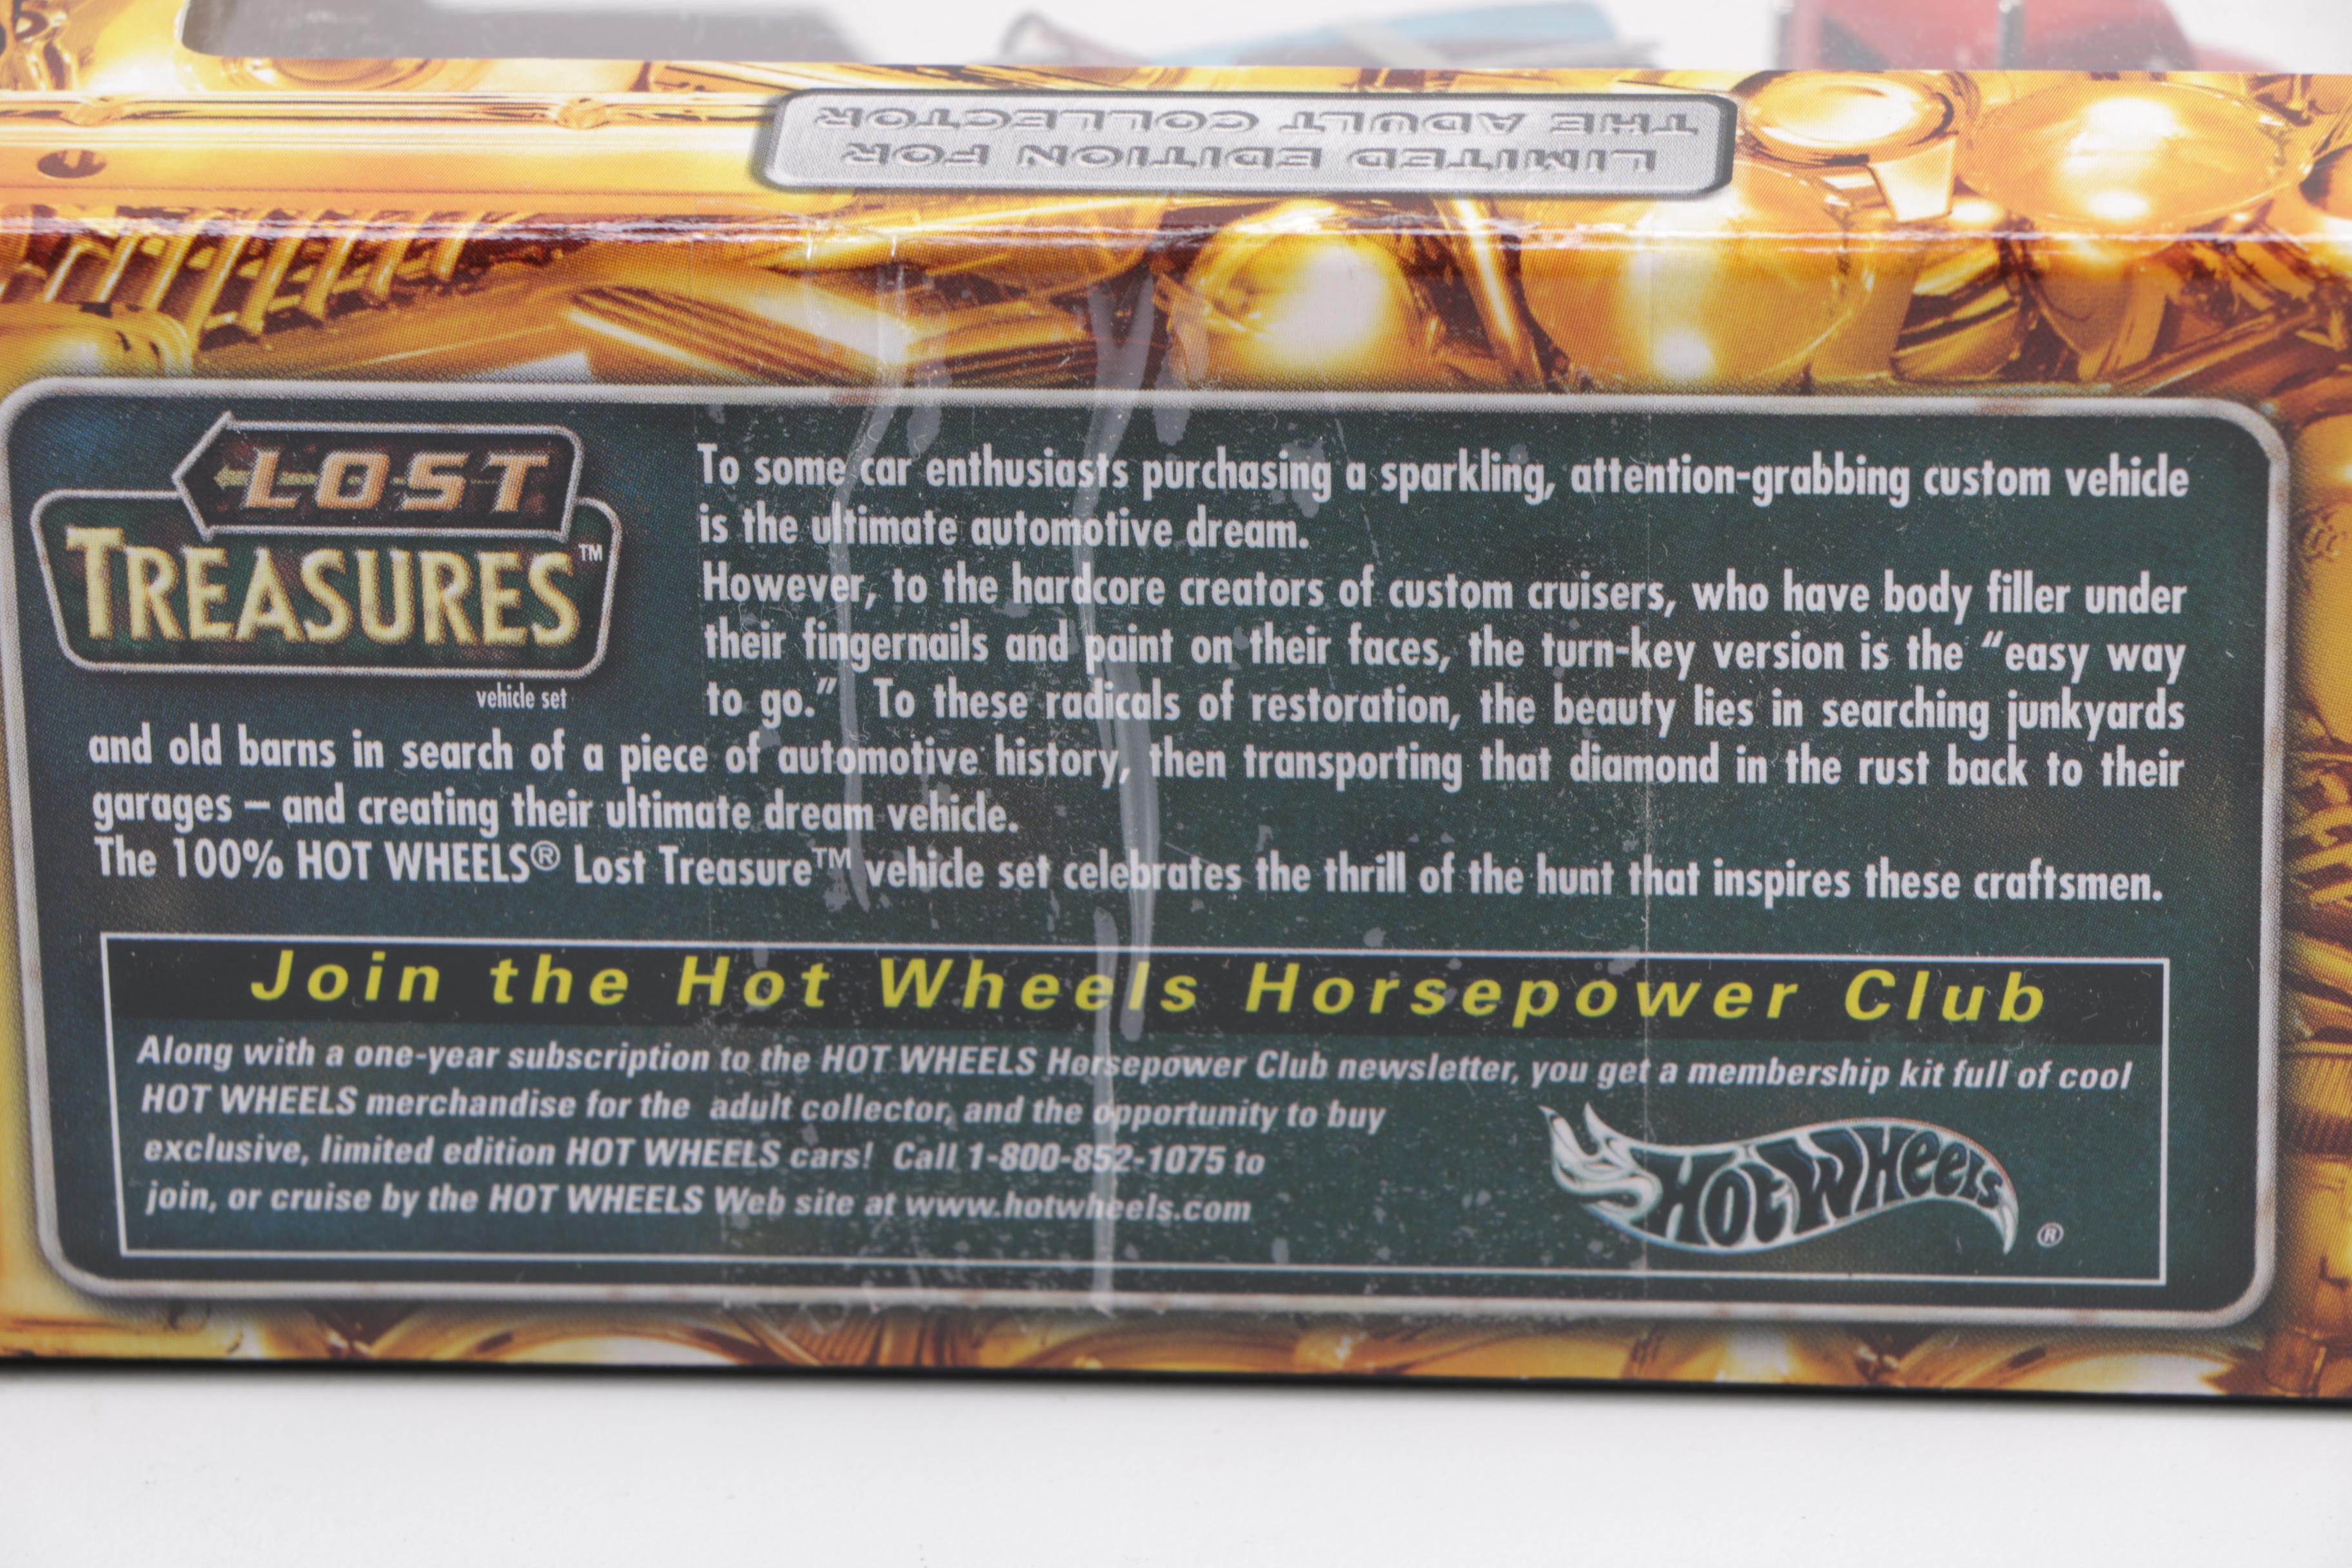 LIMITED EDITION FOR
THE ADULT COLLECTOR
LOST
TREASURES™
vehicle set
To some car enthusiasts purchasing a sparkling, attention-grabbing custom vehicle
is the ultimate automotive dream.
However, to the hardcore creators of custom cruisers, who have body filler under
their fingernails and paint on their faces, the turn-key version is the “easy way
to go.” To these radicals of restoration, the beauty lies in searching junkyards
and old barns in search of a piece of automotive history, then transporting that diamond in the rust back to their
garages – and creating their ultimate dream vehicle.
The 100% HOT WHEELS® Lost Treasure™ vehicle set celebrates the thrill of the hunt that inspires these craftsmen.
Join the Hot Wheels Horsepower Club
Along with a one-year subscription to the HOT WHEELS Horsepower Club newsletter, you get a membership kit full of cool
HOT WHEELS merchandise for the adult collector, and the opportunity to buy
exclusive, limited edition HOT WHEELS cars! Call 1-800-852-1075 to
join, or cruise by the HOT WHEELS Web site at www.hotwheels.com
Hot Wheels ®